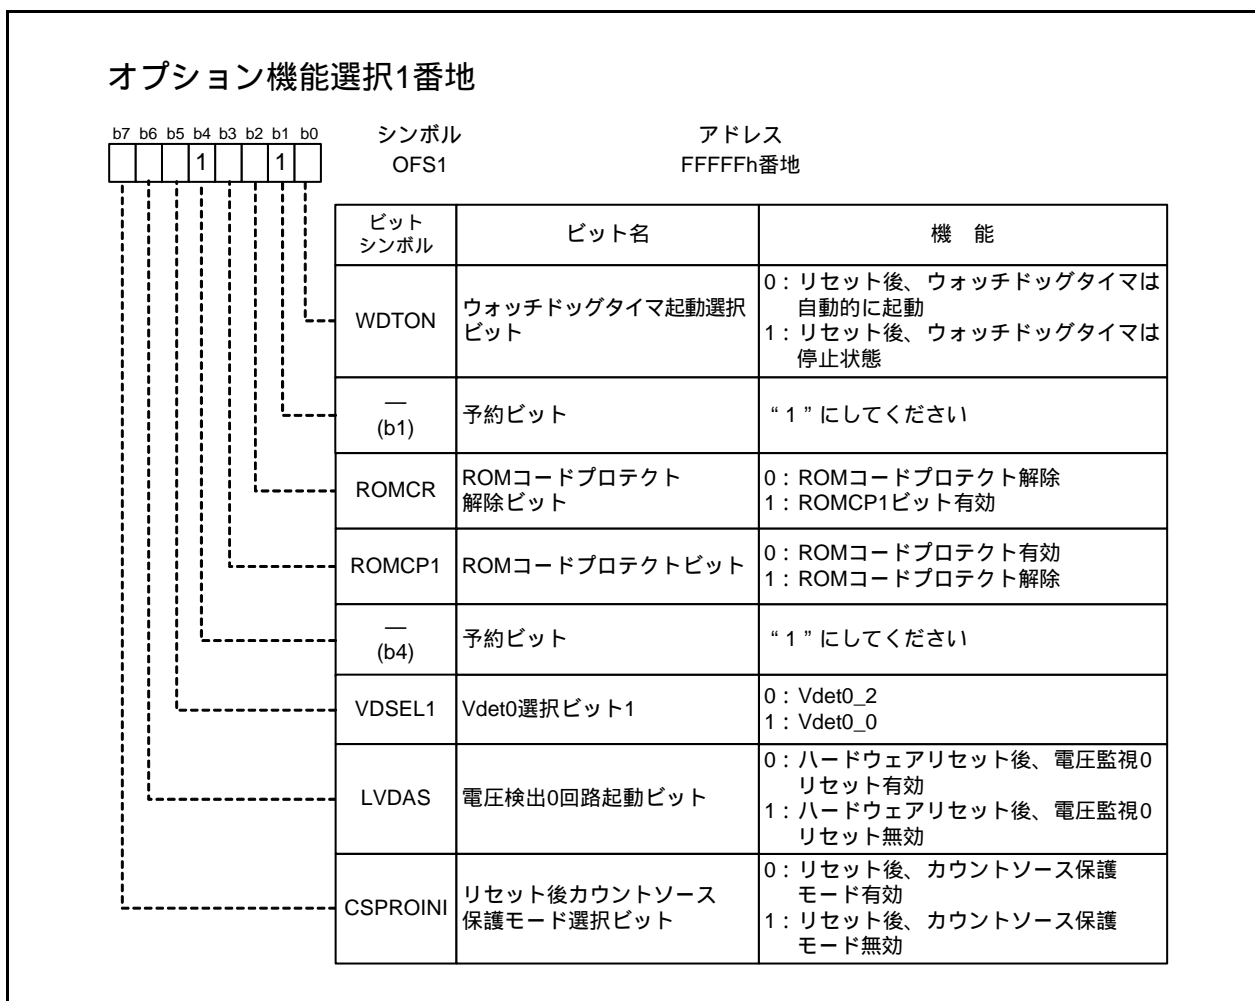 オプション機能選択1番地
b7 b6 b5 b4 b3 b2 b1 b0
1 1
シンボル
OFS1
アドレス
FFFFFh番地
ビット
シンボル
ビット名
機 能
WDTON
ウォッチドッグタイマ起動選択
ビット
0：リセット後、ウォッチドッグタイマは
自動的に起動
1：リセット後、ウォッチドッグタイマは
停止状態
—
(b1)
予約ビット
“1”にしてください
ROMCR
ROMコードプロテクト
解除ビット
0：ROMコードプロテクト解除
1：ROMCP1ビット有効
ROMCP1
ROMコードプロテクトビット
0：ROMコードプロテクト有効
1：ROMコードプロテクト解除
—
(b4)
予約ビット
“1”にしてください
VDSEL1
Vdet0選択ビット1
0：Vdet0_2
1：Vdet0_0
LVDAS
電圧検出0回路起動ビット
0：ハードウェアリセット後、電圧監視0
リセット有効
1：ハードウェアリセット後、電圧監視0
リセット無効
CSPROINI
リセット後カウントソース
保護モード選択ビット
0：リセット後、カウントソース保護
モード有効
1：リセット後、カウントソース保護
モード無効